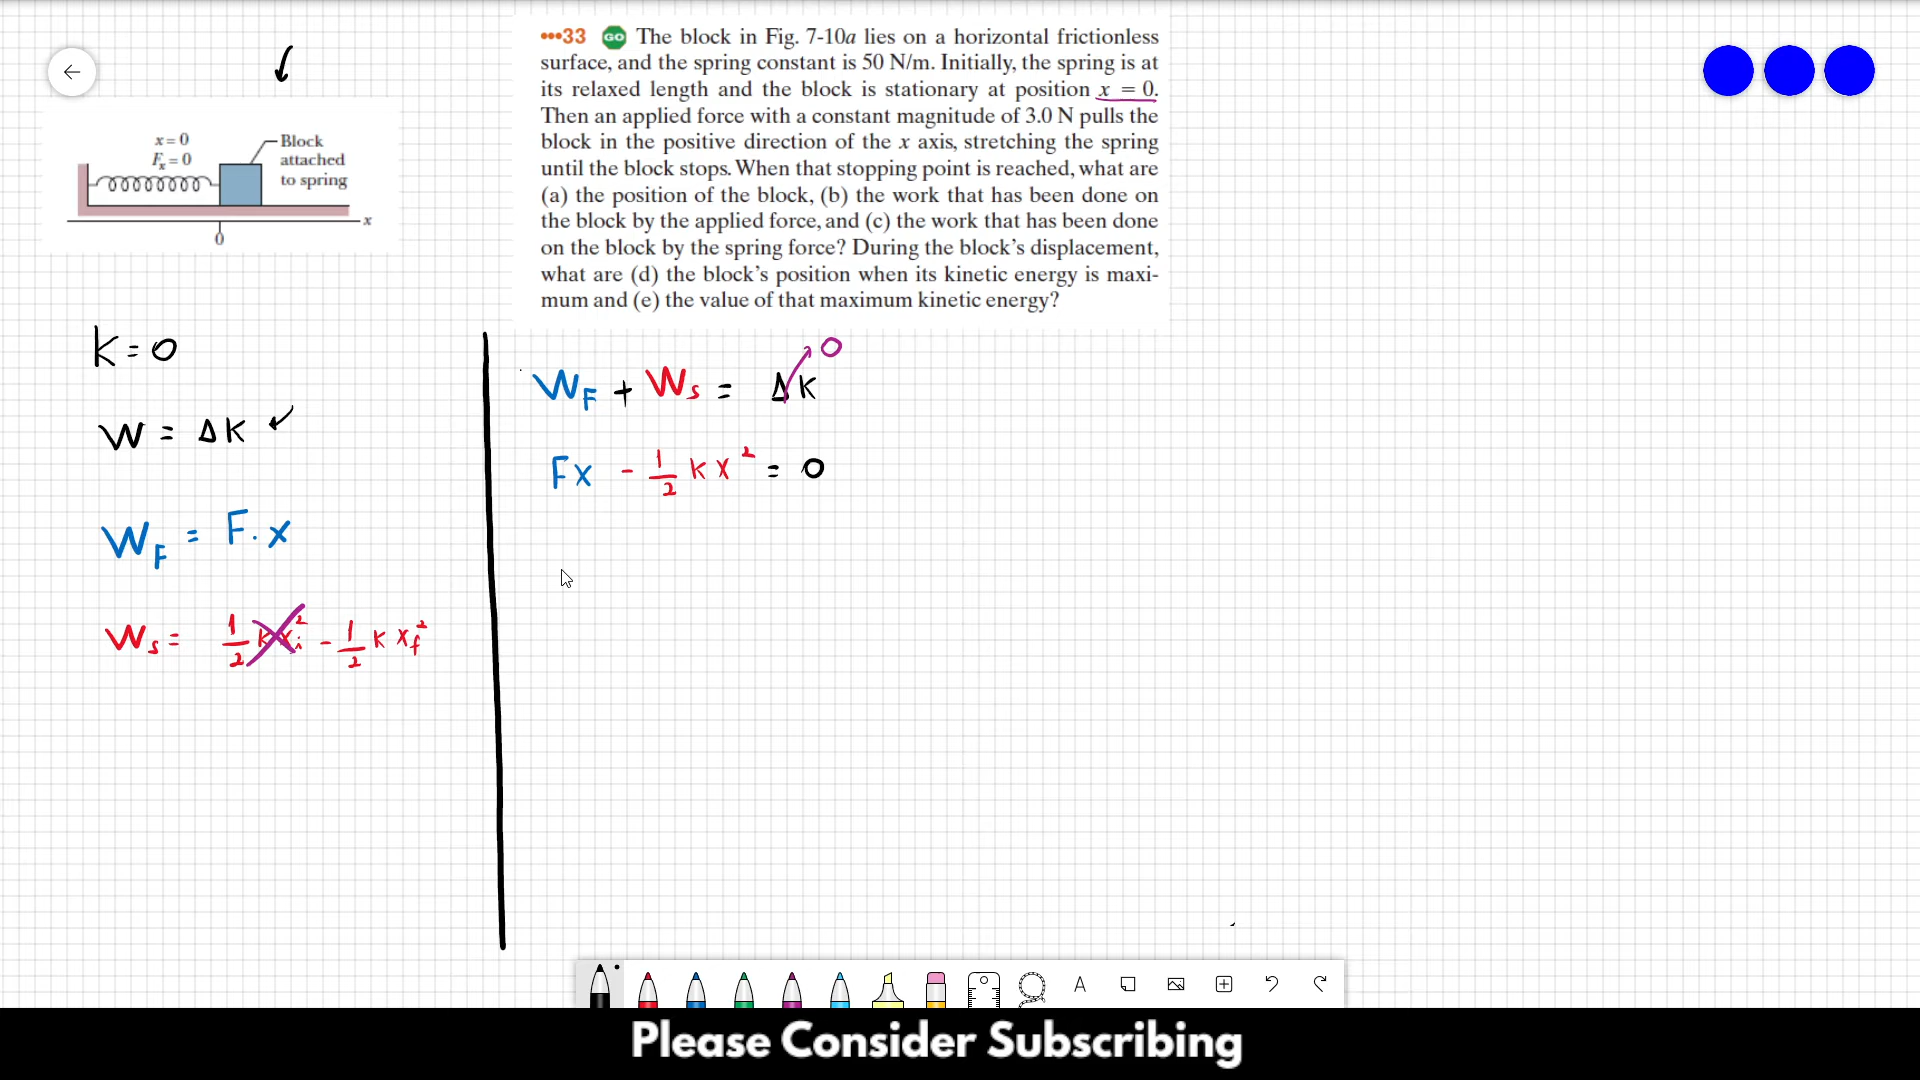 •••33 GO The block in Fig. 7-10a lies on a horizontal frictionless
surface, and the spring constant is 50 N/m. Initially, the spring is at
its relaxed length and the block is stationary at position x = 0.
Then an applied force with a constant magnitude of 3.0 N pulls the
block in the positive direction of the x axis, stretching the spring
until the block stops. When that stopping point is reached, what are
(a) the position of the block, (b) the work that has been done on
the block by the applied force, and (c) the work that has been done
on the block by the spring force? During the block's displacement,
what are (d) the block's position when its kinetic energy is maxi-
mum and (e) the value of that maximum kinetic energy?
x = 0
Fx = 0
Block
attached
to spring
x
0
K = 0
W = ΔK
W_F = F . x
W_s = 1/2 k x_i² - 1/2 k x_f²
W_F + W_s = ΔK 0
Fx - 1/2 k x² = 0
A
Please Consider Subscribing